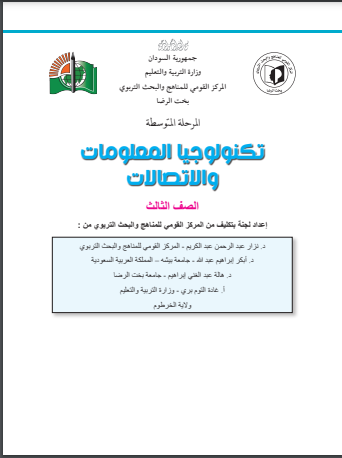 جمهورية السودان
وزارة التربية والتعليم
المركز القومي للمناهج والبحث التربوي
بخت الرضا
المرحلة المتوسطة
تكنولوجيا المعلومات
والاتصالات
الصف الثالث
إعداد لجنة بتكليف من المركز القومي للمناهج والبحث التربوي من :
د. نزار عبد الرحمن عبد الكريم - المركز القومي للمناهج والبحث التربوي
د. أبكر إبراهيم عبد الله - جامعة بيشه - المملكة العربية السعودية
د. هالة عبد الغني إبراهيم - جامعة بخت الرضا
أ. غادة التوم بري - وزارة التربية والتعليم
ولاية الخرطوم